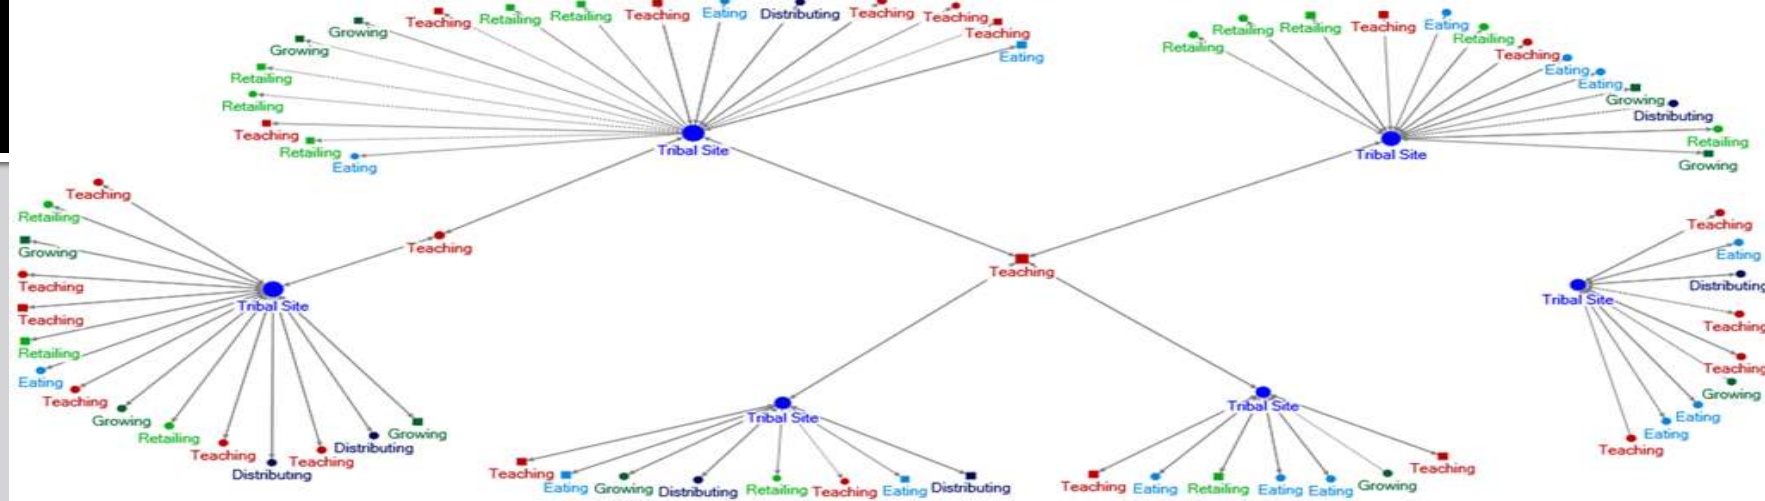 Teaching
Retailing
Retailing
Teaching
Eating
Distributing
Teaching
Teaching
Teaching
Eating
Growing
Growing
Retailing
Retailing
Teaching
Retailing
Eating
Tribal Site
Retailing
Retailing
Retailing
Teaching
Eating
Retailing
Teaching
Eating
Eating
Growing
Distributing
Retailing
Growing
Tribal Site
Teaching
Retailing
Growing
Teaching
Teaching
Retailing
Eating
Teaching
Growing
Retailing
Teaching
Distributing
Teaching
Distributing
Growing
Tribal Site
Teaching
Teaching
Teaching
Eating
Distributing
Teaching
Teaching
Growing
Eating
Eating
Teaching
Tribal Site
Tribal Site
Teaching
Eating
Growing
Distributing
Retailing
Teaching
Eating
Distributing
Tribal Site
Teaching
Eating
Retailing
Eating
Eating
Growing
Teaching